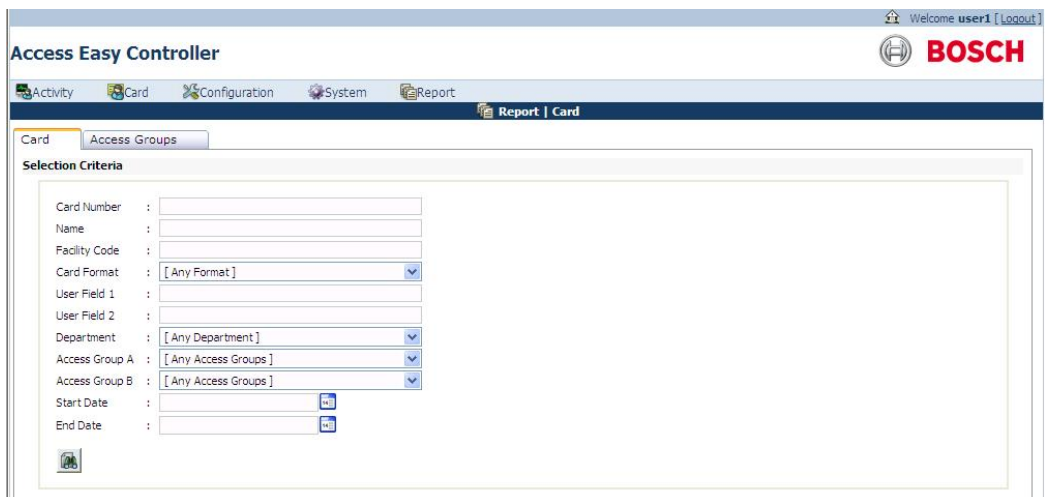 Welcome user1 [ Logout ]
Access Easy Controller
BOSCH
Activity Card Configuration System Report
Report | Card
Card Access Groups
Selection Criteria
Card Number :
Name :
Facility Code :
Card Format : [ Any Format ]
User Field 1 :
User Field 2 :
Department : [ Any Department ]
Access Group A : [ Any Access Groups ]
Access Group B : [ Any Access Groups ]
Start Date :
End Date :